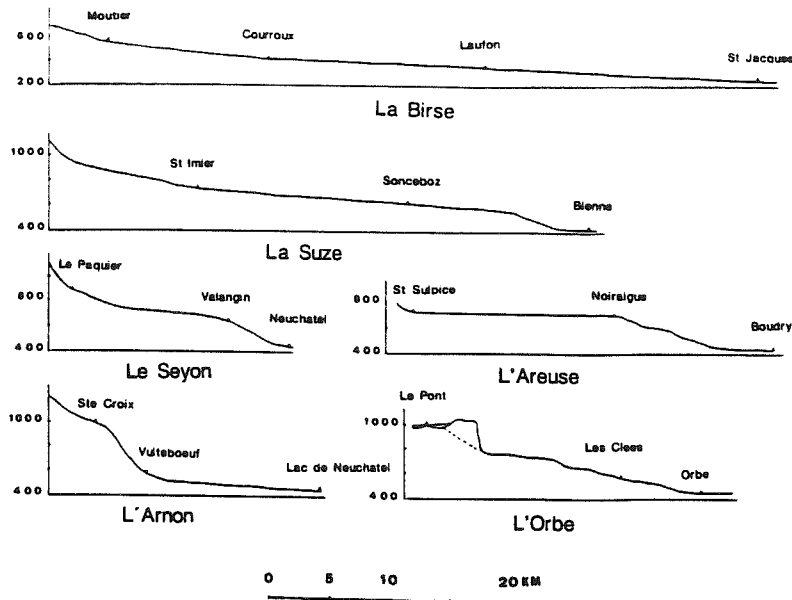 Moutier
Courroux
Laufon
St Jacques
600
200
La Birse
1000
St Imier
Sonceboz
Bienne
400
La Suze
Le Paquier
Valangin
Neuchatel
800
400
Le Seyon
St Sulpice
Noiraigue
Boudry
800
400
L'Areuse
Ste Croix
Vuiteboeuf
Lac de Neuchatel
1000
400
L'Arnon
Le Pont
Les Clees
Orbe
1000
400
L'Orbe
0 5 10 20 KM